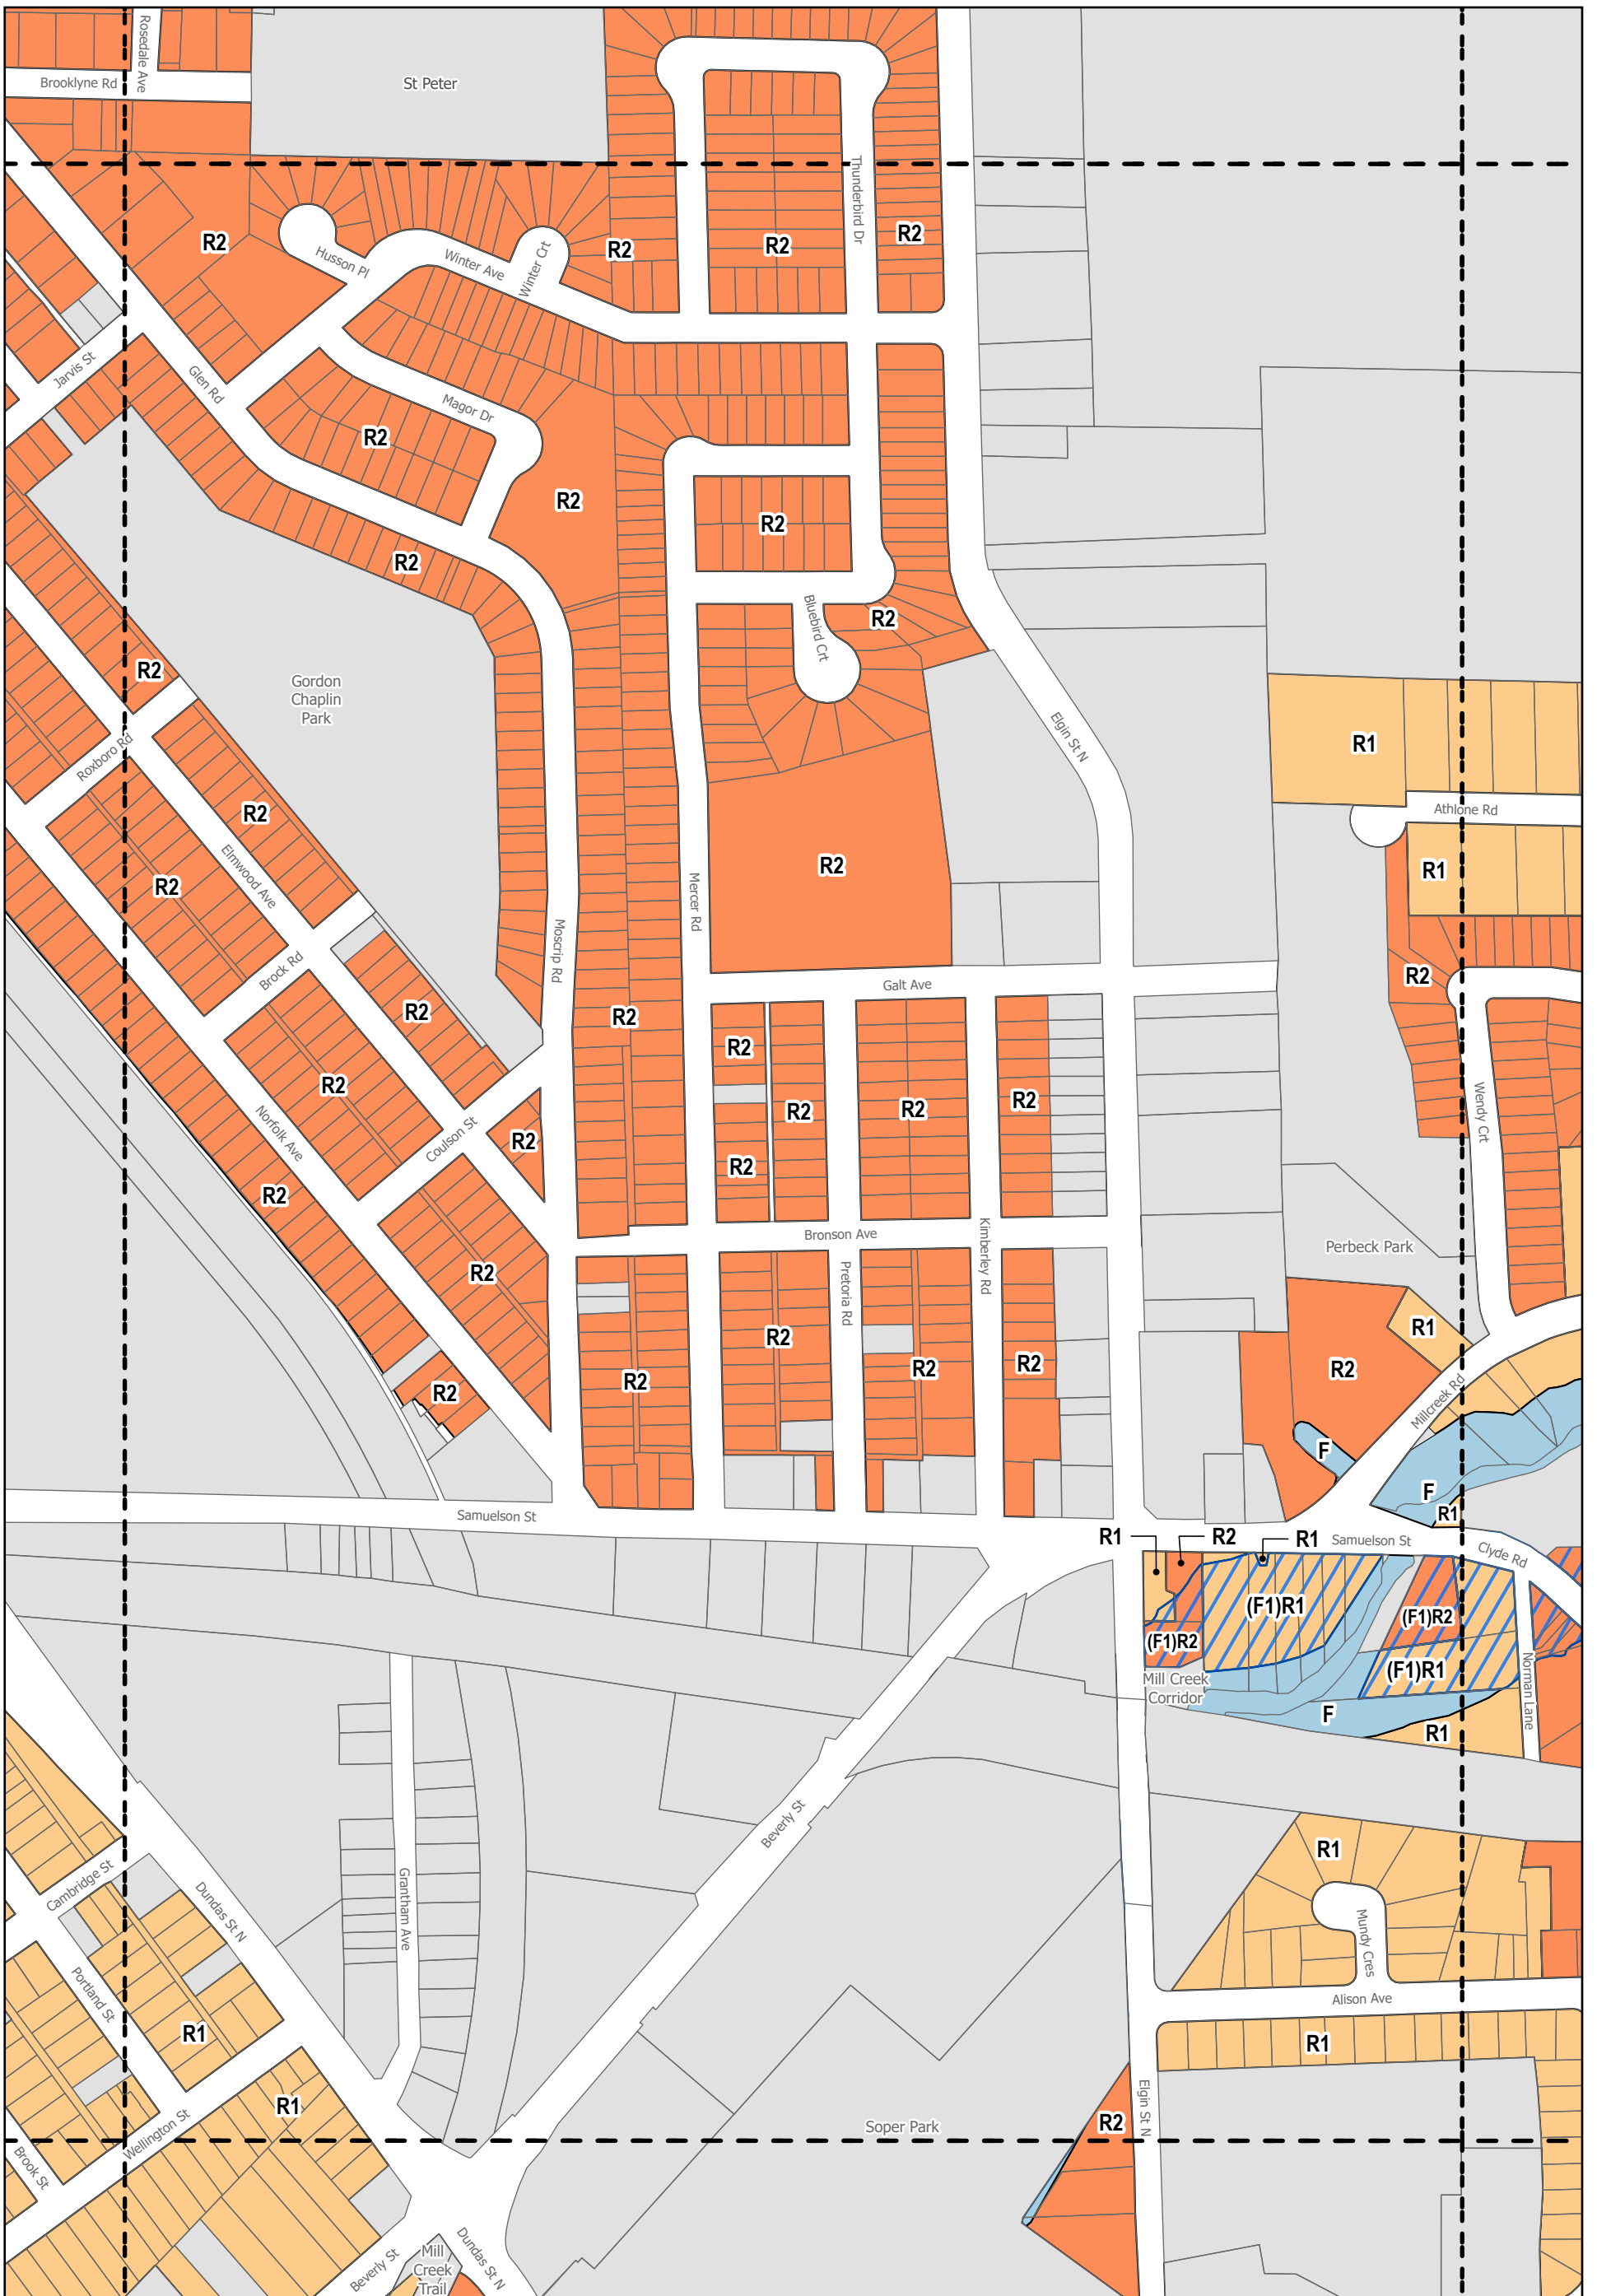 Rosedale Ave
Brooklyne Rd
St Peter
Thunderbird Dr
R2
R2
R2
R2
Husson Pl
Winter Ave
Winter Crt
Jarvis St
Glen Rd
Magor Dr
R2
R2
R2
R2
Bluebird Crt
R2
R2
Gordon
Chaplin
Park
Elgin St N
Roxboro Rd
R1
Athlone Rd
R2
Elmwood Ave
R2
R2
R1
Mercer Rd
Moscrip Rd
Brock Rd
R2
Galt Ave
R2
R2
R2
R2
R2
Norfolk Ave
Coulson St
R2
R2
R2
R2
R2
Wendy Crt
R2
Bronson Ave
Kimberley Rd
Perbeck Park
R2
Pretoria Rd
R2
R2
R2
R2
R2
R1
R2
Millcreek Rd
R2
F
F
R1
Samuelson St
R1
R2
R1
Samuelson St
Clyde Rd
(F1)R1
(F1)R2
(F1)R2
(F1)R1
Norman Lane
Mill Creek
Corridor
F
R1
Beverly St
R1
Cambridge St
Dundas St N
Grantham Ave
Mundy Cres
Portland St
Alison Ave
R1
R1
R1
Elgin St N
R2
Soper Park
Wellington St
Brook St
Beverly St
Mill
Creek
Trail
Dundas St N